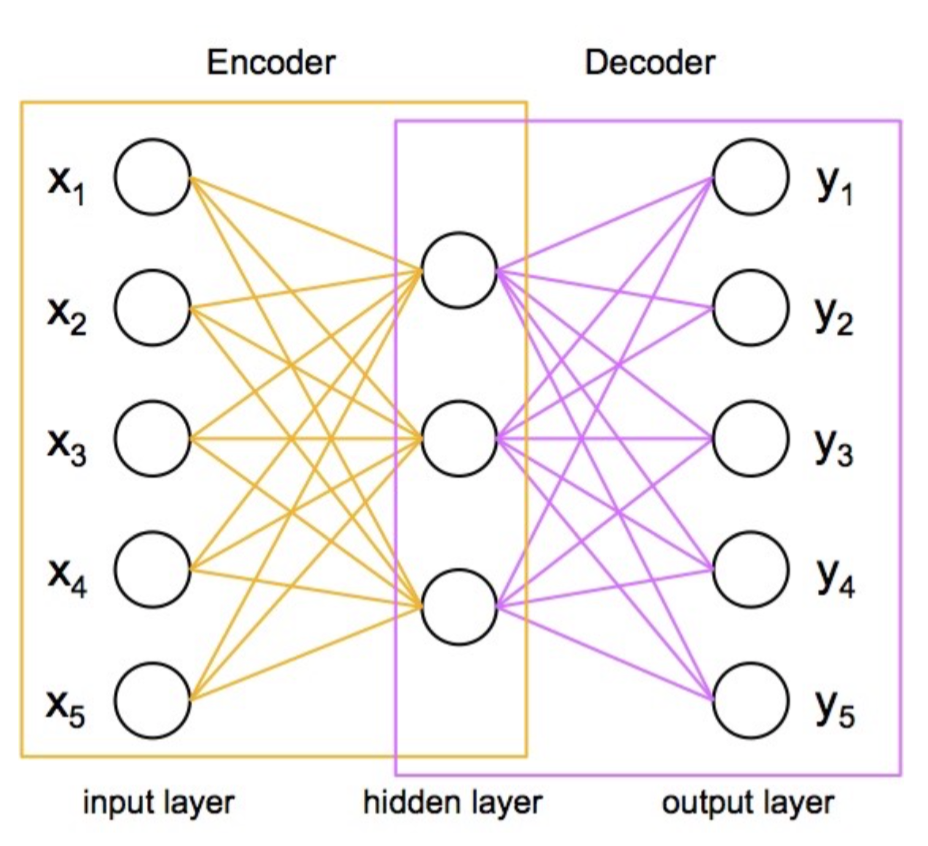 Encoder Decoder
x₁ y₁
x₂ y₂
x₃ y₃
x₄ y₄
x₅ y₅
input layer hidden layer output layer